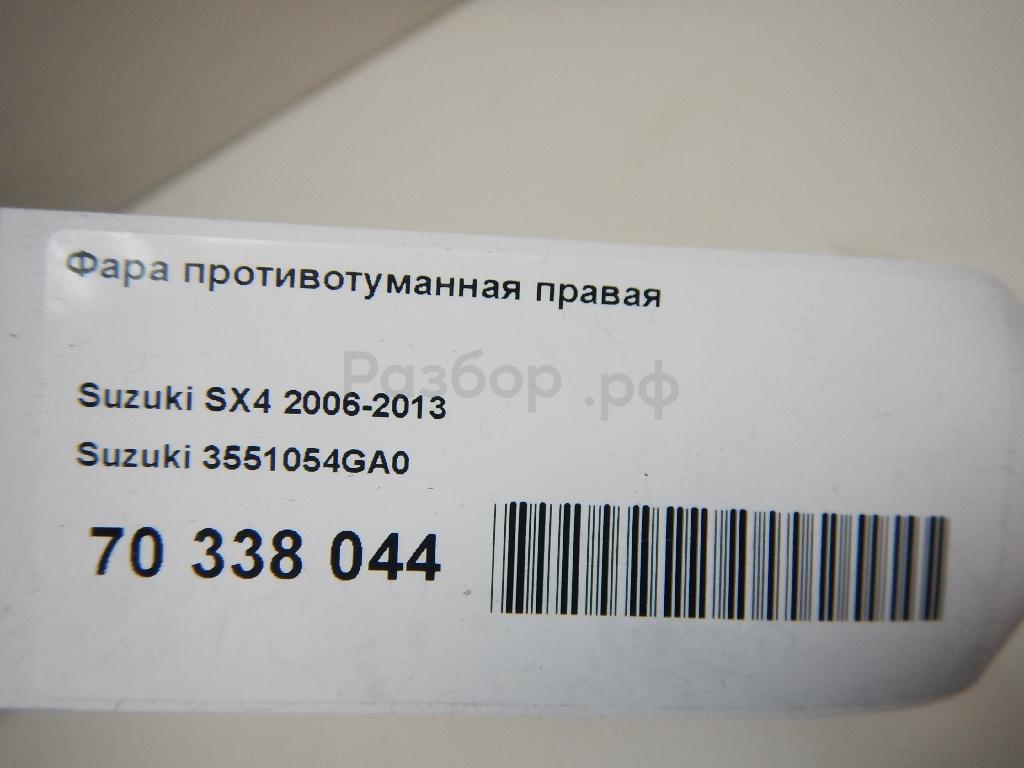 Фара противотуманная правая
Разбор.рф
Suzuki SX4 2006-2013
Suzuki 3551054GA0
70 338 044